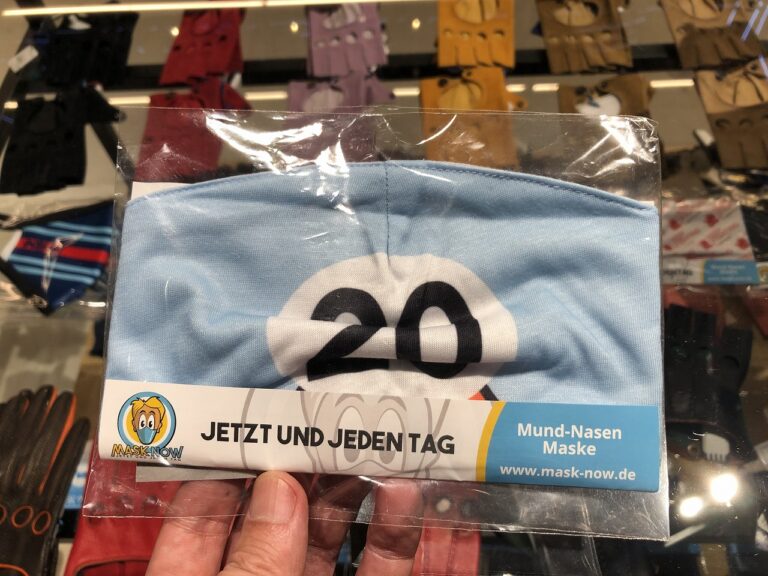 20
MASK-NOW
JETZT UND JEDEN TAG
Mund-Nasen
Maske
www.mask-now.de